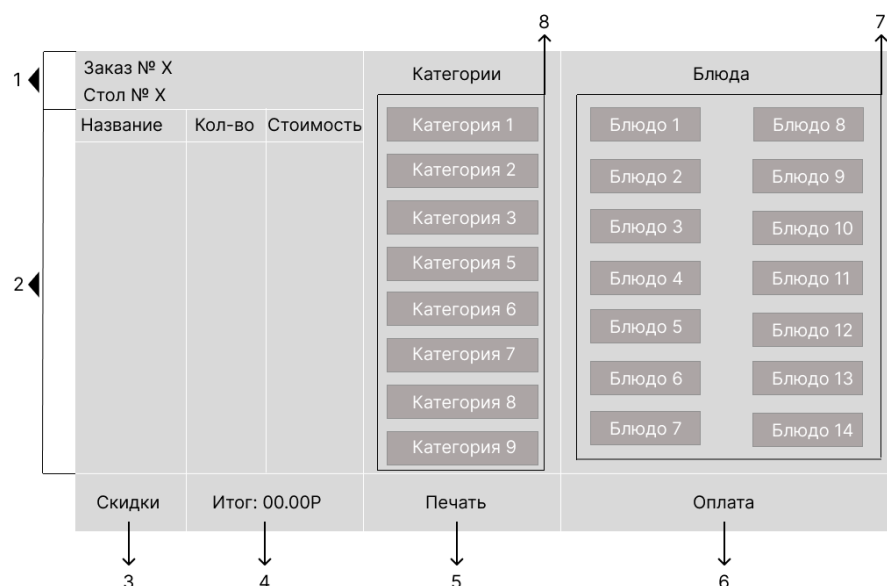 8
7
1
Заказ № X
Стол № X
Категории
Блюда
Название
Кол-во
Стоимость
2
Категория 1
Категория 2
Категория 3
Категория 5
Категория 6
Категория 7
Категория 8
Категория 9
Блюдо 1
Блюдо 2
Блюдо 3
Блюдо 4
Блюдо 5
Блюдо 6
Блюдо 7
Блюдо 8
Блюдо 9
Блюдо 10
Блюдо 11
Блюдо 12
Блюдо 13
Блюдо 14
Скидки
Итог: 00.00Р
Печать
Оплата
3
4
5
6